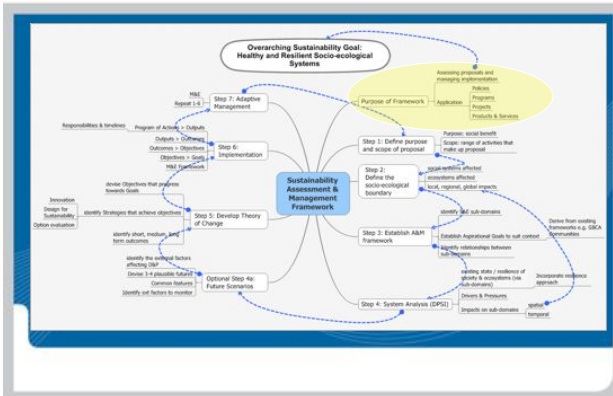 Overarching Sustainability Goal:
Healthy and Resilient Socio-ecological
Systems
Purpose of Framework
Assessing proposals and
managing implementation
Application
Policies
Programs
Projects
Products & Services
Step 1: Define purpose
and scope of proposal
Purpose: social benefit
Scope: range of activities that
make up proposal
Step 2:
Define the
socio-ecological
boundary
social systems affected
ecosystems affected
local, regional, global impacts
Step 3: Establish A&M
framework
identify S&E sub-domains
Establish Aspirational Goals to suit context
Derive from existing
frameworks e.g. GBCA
Communities
Identify relationships between
sub-domains
Step 4: System Analysis (DPSI)
existing state / resilience of
society & ecosystems (via
sub-domains)
Incorporate resilience
approach
Drivers & Pressures
Impacts on sub-domains
spatial
temporal
Sustainability
Assessment &
Management
Framework
Step 7: Adaptive
Management
M&E
Repeat 1-6
Step 6:
Implementation
Responsibilities & timelines
Program of Actions > Outputs
Outputs > Outcomes
Outcomes > Objectives
Objectives > Goals
M&E Framework
Step 5: Develop Theory
of Change
devise Objectives that progress
towards Goals
Innovation
Design for
Sustainability
Option evaluation
identify Strategies that achieve objectives
identify short, medium, long
term outcomes
Optional Step 4a:
Future Scenarios
identify the external factors
affecting D&P
Devise 3-4 plausible futures
Common features
Identify ext factors to monitor